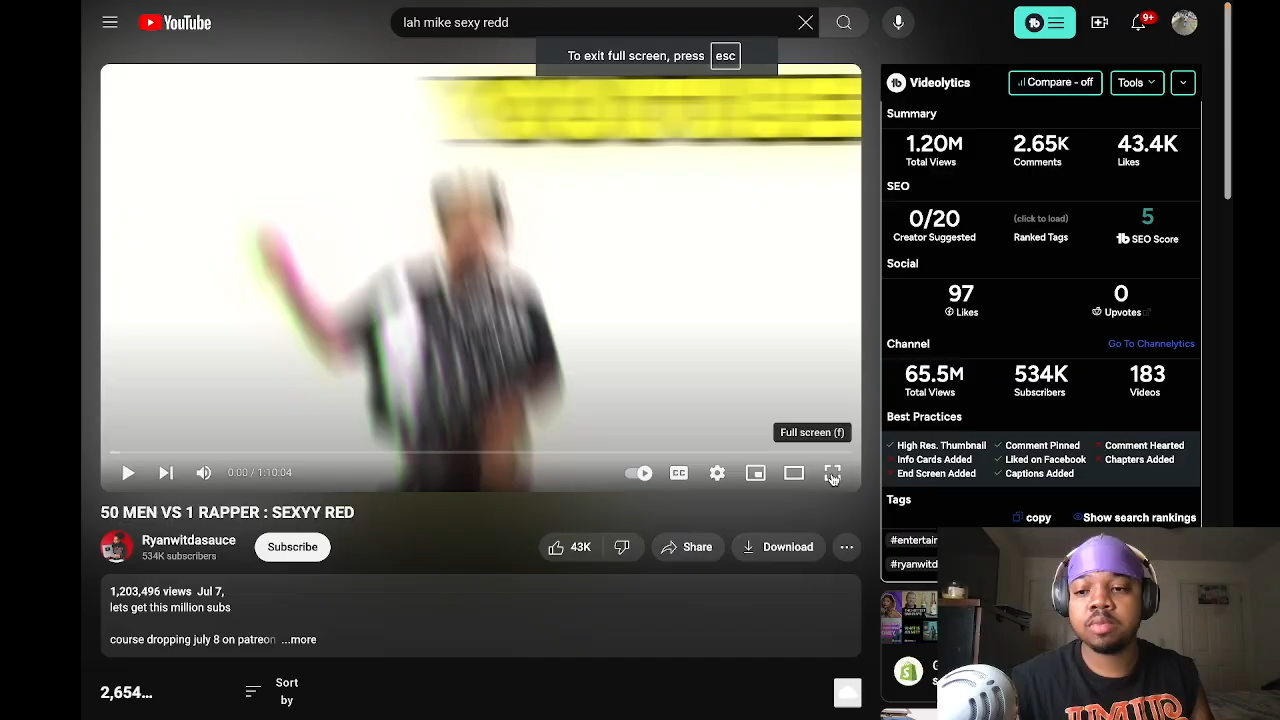 YouTube
lah mike sexy redd
9+
To exit full screen, press esc
Videolytics
Compare - off
Tools
Summary
1.20M 2.65K 43.4K
Total Views Comments Likes
SEO
0/20 (click to load) 5
Creator Suggested Ranked Tags SEO Score
Social
97 0
Likes Upvotes
Channel Go To Channelytics
65.5M 534K 183
Total Views Subscribers Videos
Best Practices
High Res. Thumbnail Comment Pinned Comment Hearted
Info Cards Added Liked on Facebook Chapters Added
End Screen Added Captions Added
Tags
copy Show search rankings
#entertain
#ryanwitd
Full screen (f)
0:00 / 1:10:04
CC
50 MEN VS 1 RAPPER : SEXYY RED
Ryanwitdasauce
534K subscribers
Subscribe
43K
Share
Download
1,203,496 views Jul 7,
lets get this million subs
course dropping july 8 on patreon ...more
2,654...
Sort
by